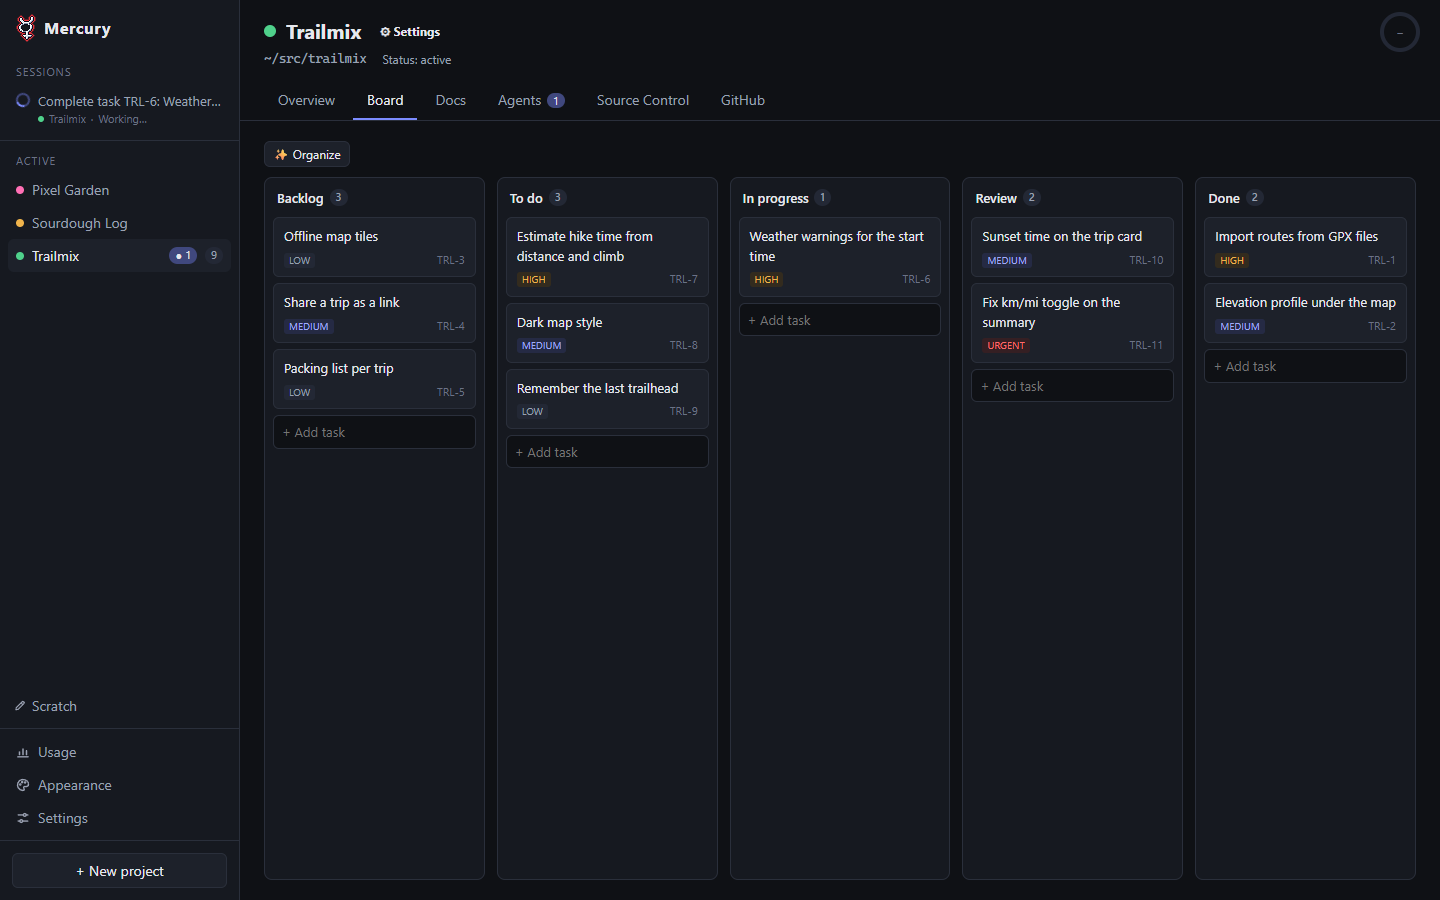 Mercury
SESSIONS
Complete task TRL-6: Weather...
Trailmix · Working...
ACTIVE
Pixel Garden
Sourdough Log
Trailmix
1
9
Scratch
Usage
Appearance
Settings
+ New project
Trailmix
Settings
~/src/trailmix
Status: active
–
Overview
Board
Docs
Agents 1
Source Control
GitHub
Organize
Backlog 3
Offline map tiles
LOW
TRL-3
Share a trip as a link
MEDIUM
TRL-4
Packing list per trip
LOW
TRL-5
+ Add task
To do 3
Estimate hike time from
distance and climb
HIGH
TRL-7
Dark map style
MEDIUM
TRL-8
Remember the last trailhead
LOW
TRL-9
+ Add task
In progress 1
Weather warnings for the start
time
HIGH
TRL-6
+ Add task
Review 2
Sunset time on the trip card
MEDIUM
TRL-10
Fix km/mi toggle on the
summary
URGENT
TRL-11
+ Add task
Done 2
Import routes from GPX files
HIGH
TRL-1
Elevation profile under the map
MEDIUM
TRL-2
+ Add task